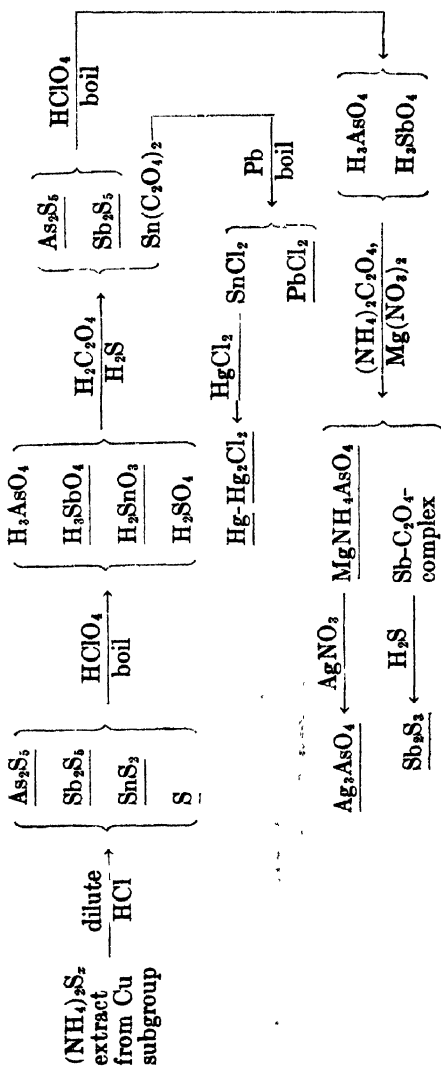 (NH₄)₂Sₓ
extract
from Cu
subgroup
dilute
HCl
As₂S₅
Sb₂S₅
SnS₂
S
HClO₄
boil
H₃AsO₄
H₃SbO₄
H₂SnO₃
H₂SO₄
H₂C₂O₄
H₂S
As₂S₅
Sb₂S₅
Sn(C₂O₄)₂
HClO₄
boil
Pb
boil
SnCl₂
PbCl₂
HgCl₂
Hg-Hg₂Cl₂
H₃AsO₄
H₃SbO₄
(NH₄)₂C₂O₄,
Mg(NO₃)₂
MgNH₄AsO₄
Sb-C₂O₄-
complex
AgNO₃
Ag₃AsO₄
H₂S
Sb₂S₃